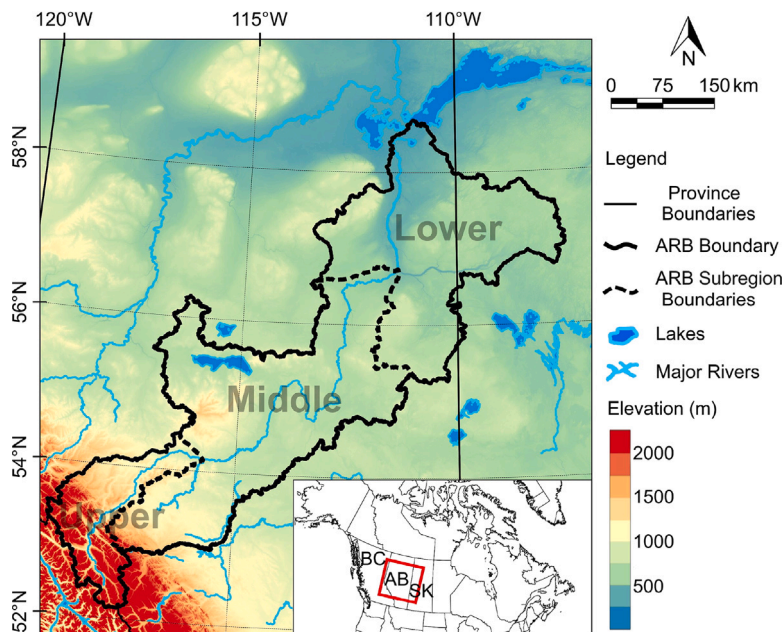 120°W
115°W
110°W
N
0 75 150 km
58°N
56°N
54°N
52°N
Lower
Middle
Upper
Legend
Province
Boundaries
ARB Boundary
ARB Subregion
Boundaries
Lakes
Major Rivers
Elevation (m)
2000
1500
1000
500
BC
AB
SK